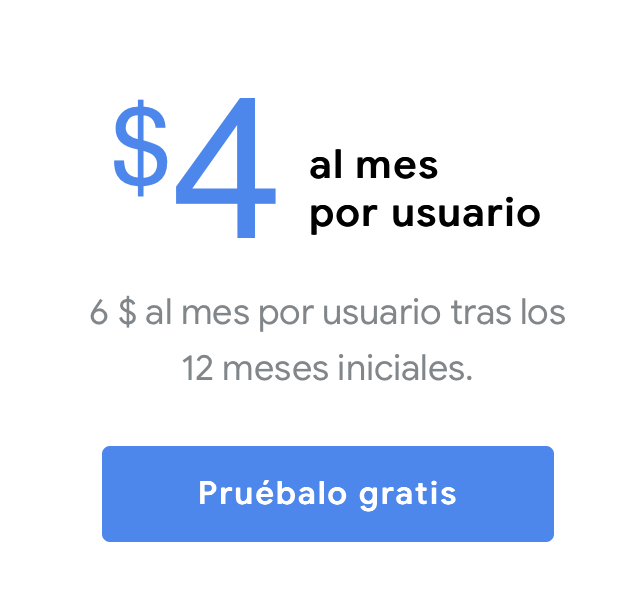 $4 al mes
por usuario
6 $ al mes por usuario tras los
12 meses iniciales.
Pruébalo gratis